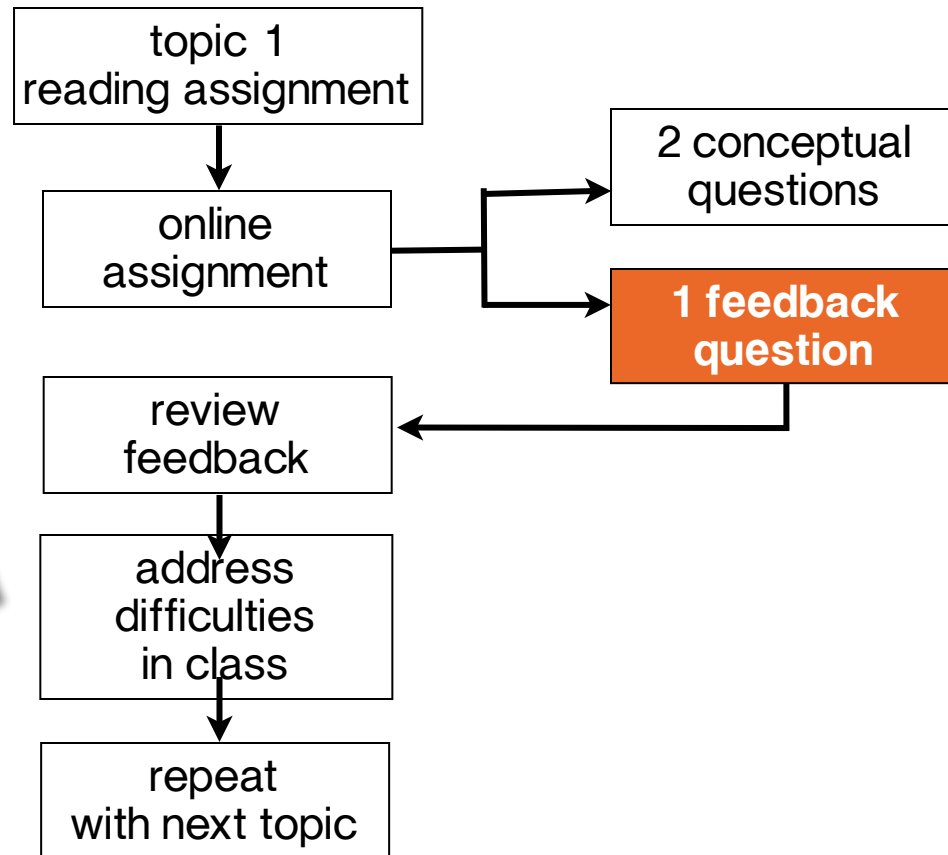 topic 1
reading assignment
online
assignment
2 conceptual
questions
1 feedback
question
review
feedback
address
difficulties
in class
repeat
with next topic